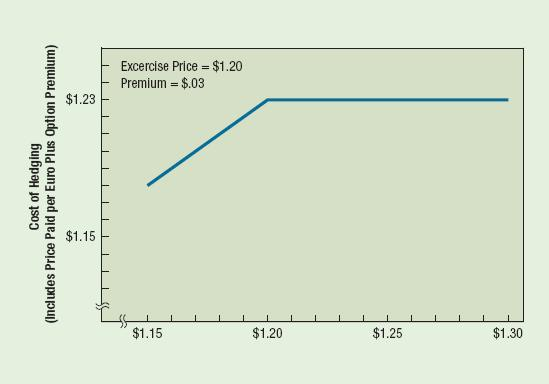 Excercise Price = $1.20
Premium = $.03
Cost of Hedging
(Includes Price Paid per Euro Plus Option Premium)
$1.23
$1.15
$1.15 $1.20 $1.25 $1.30